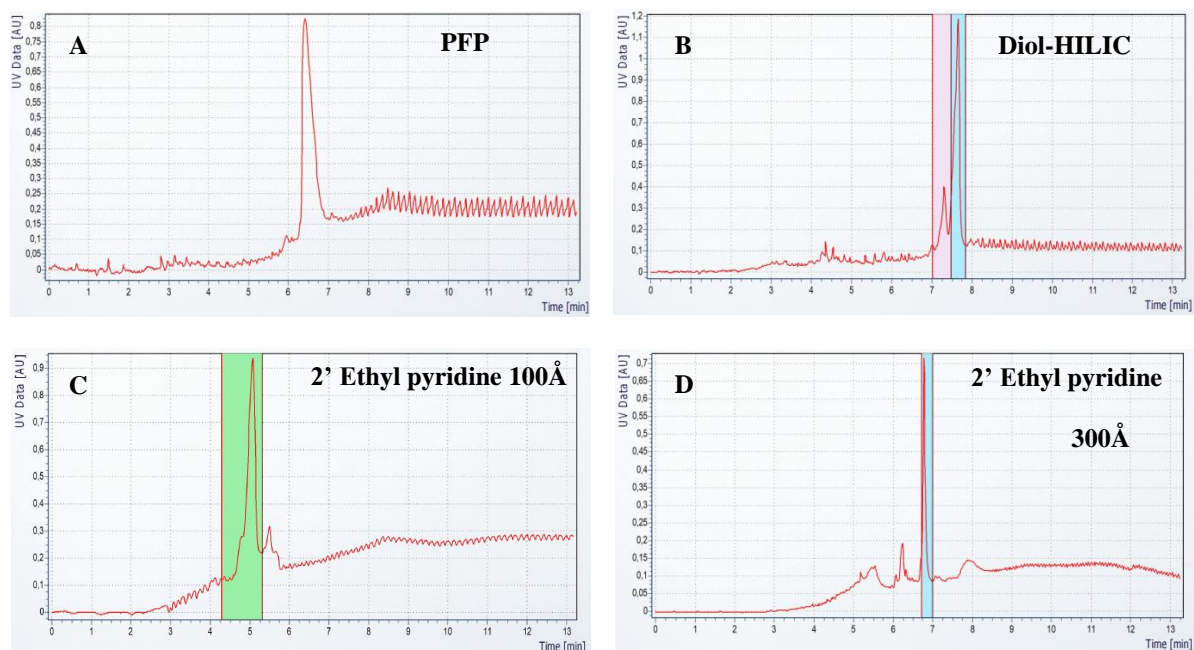 A
PFP
UV Data [AU]
0,8
0,75
0,7
0,65
0,6
0,55
0,5
0,45
0,4
0,35
0,3
0,25
0,2
0,15
0,1
0,05
0
0 1 2 3 4 5 6 7 8 9 10 11 12 13
Time [min]
B
Diol-HILIC
UV Data [AU]
1,2
1,1
1
0,9
0,8
0,7
0,6
0,5
0,4
0,3
0,2
0,1
0
0 1 2 3 4 5 6 7 8 9 10 11 12 13
Time [min]
C
2’ Ethyl pyridine 100Å
UV Data [AU]
0,9
0,8
0,7
0,6
0,5
0,4
0,3
0,2
0,1
0
0 1 2 3 4 5 6 7 8 9 10 11 12 13
Time [min]
D
2’ Ethyl pyridine
300Å
UV Data [AU]
0,7
0,65
0,6
0,55
0,5
0,45
0,4
0,35
0,3
0,25
0,2
0,15
0,1
0,05
0
0 1 2 3 4 5 6 7 8 9 10 11 12 13
Time [min]